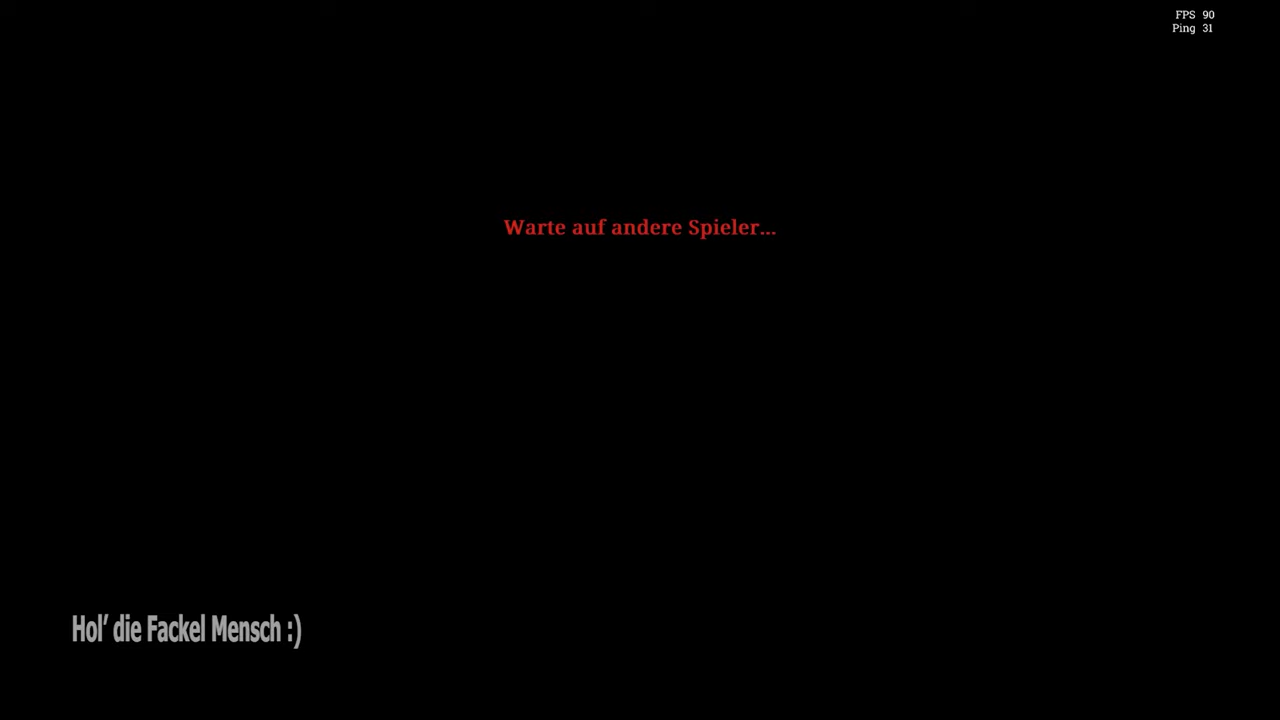 FPS 90
Ping 31
Warte auf andere Spieler...
Hol’ die Fackel Mensch :)